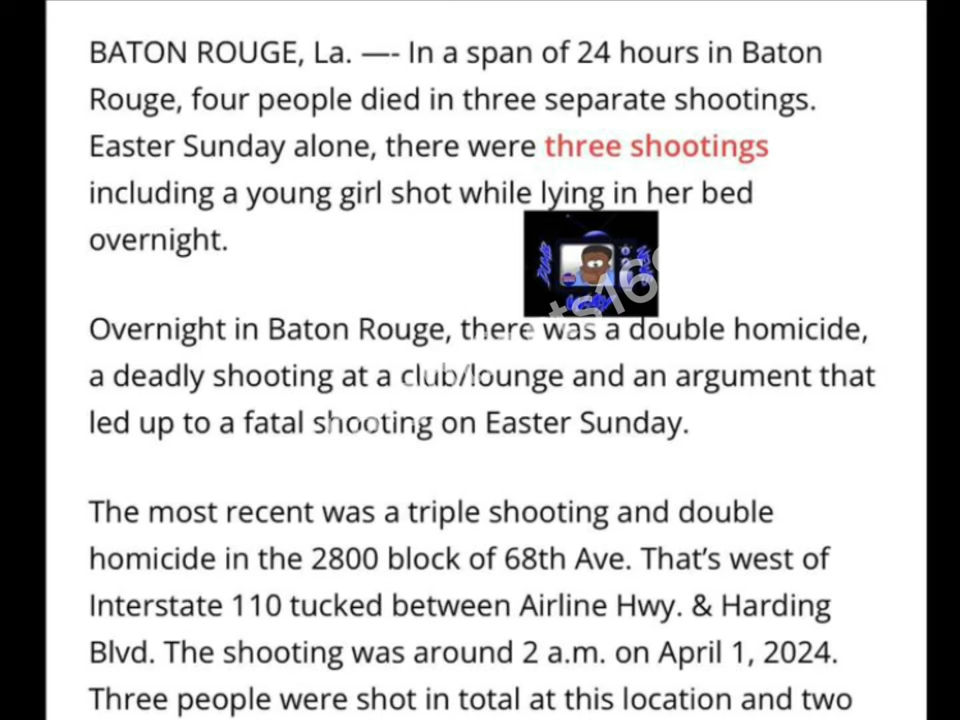 BATON ROUGE, La. —-- In a span of 24 hours in Baton
Rouge, four people died in three separate shootings.
Easter Sunday alone, there were three shootings
including a young girl shot while lying in her bed
overnight.
Overnight in Baton Rouge, there was a double homicide,
a deadly shooting at a club/lounge and an argument that
led up to a fatal shooting on Easter Sunday.
The most recent was a triple shooting and double
homicide in the 2800 block of 68th Ave. That’s west of
Interstate 110 tucked between Airline Hwy. & Harding
Blvd. The shooting was around 2 a.m. on April 1, 2024.
Three people were shot in total at this location and two